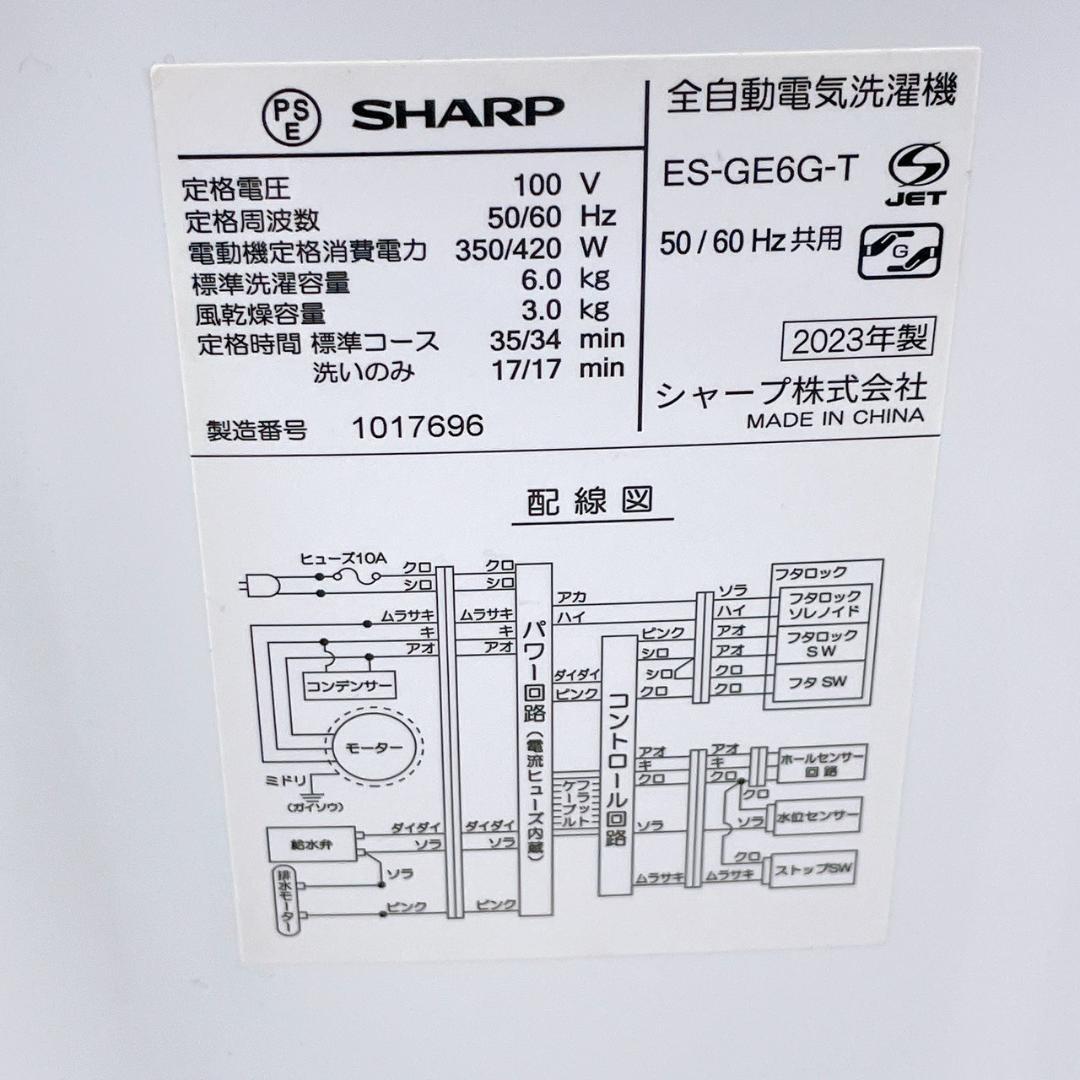 PSE SHARP
定格電圧 100 V
定格周波数 50/60 Hz
電動機定格消費電力 350/420 W
標準洗濯容量 6.0 kg
風乾燥容量 3.0 kg
定格時間 標準コース 35/34 min
洗いのみ 17/17 min
製造番号 1017696
全自動電気洗濯機
ES-GE6G-T
S JET
50/60 Hz共用
G
2023年製
シャープ株式会社
MADE IN CHINA
配線図
ヒューズ10A
クロ
シロ
ムラサキ
キ
アオ
コンデンサー
モーター
ミドリ
(ガイソウ)
給水弁
ダイダイ
ソラ
ソラ
排水モーター
ピンク
クロ
シロ
ムラサキ
キ
アオ
ダイダイ
ソラ
ピンク
パワー回路(電流ヒューズ内蔵)
アカ
ハイ
ダイダイ
ピンク
フラット
ケーブル
コントロール回路
ピンク
シロ
シロ
クロ
アオ
キ
クロ
ソラ
ムラサキ
ソラ
ハイ
アオ
アオ
クロ
クロ
フタロック
フタロック
ソレノイド
フタロック
SW
フタ SW
アオ
キ
クロ
クロ
ソラ
クロ
ムラサキ
ホールセンサー
回路
水位センサー
ストップSW